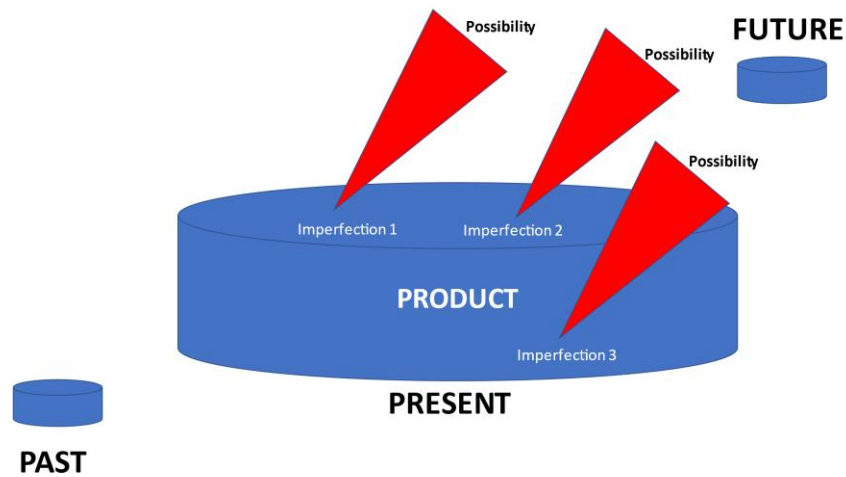 Possibility
FUTURE
Possibility
Possibility
Imperfection 1
Imperfection 2
PRODUCT
Imperfection 3
PRESENT
PAST